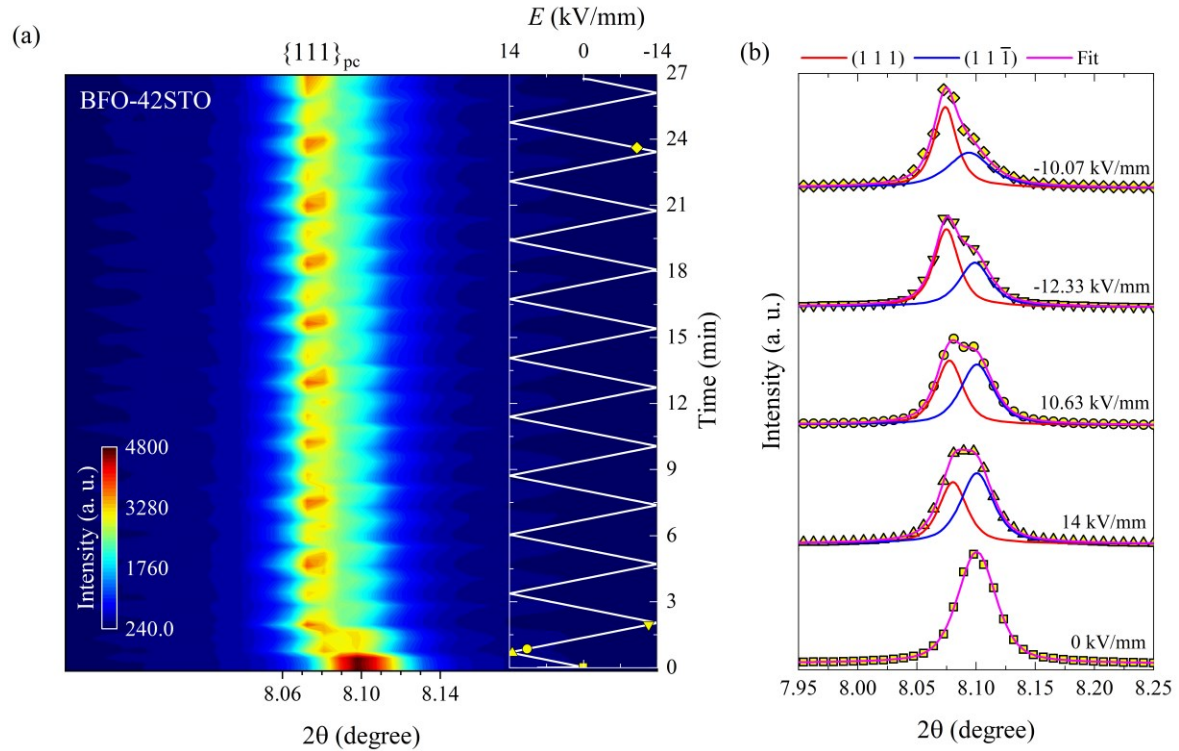 (a)
E (kV/mm)
14 0 -14
{111}pc
BFO-42STO
27
24
21
18
15
12
9
6
3
0
Time (min)
Intensity (a. u.)
4800
3280
1760
240.0
8.06 8.10 8.14
2θ (degree)
(b)
(1 1 1) (1 1 1̅) Fit
-10.07 kV/mm
-12.33 kV/mm
10.63 kV/mm
14 kV/mm
0 kV/mm
Intensity (a. u.)
7.95 8.00 8.05 8.10 8.15 8.20 8.25
2θ (degree)